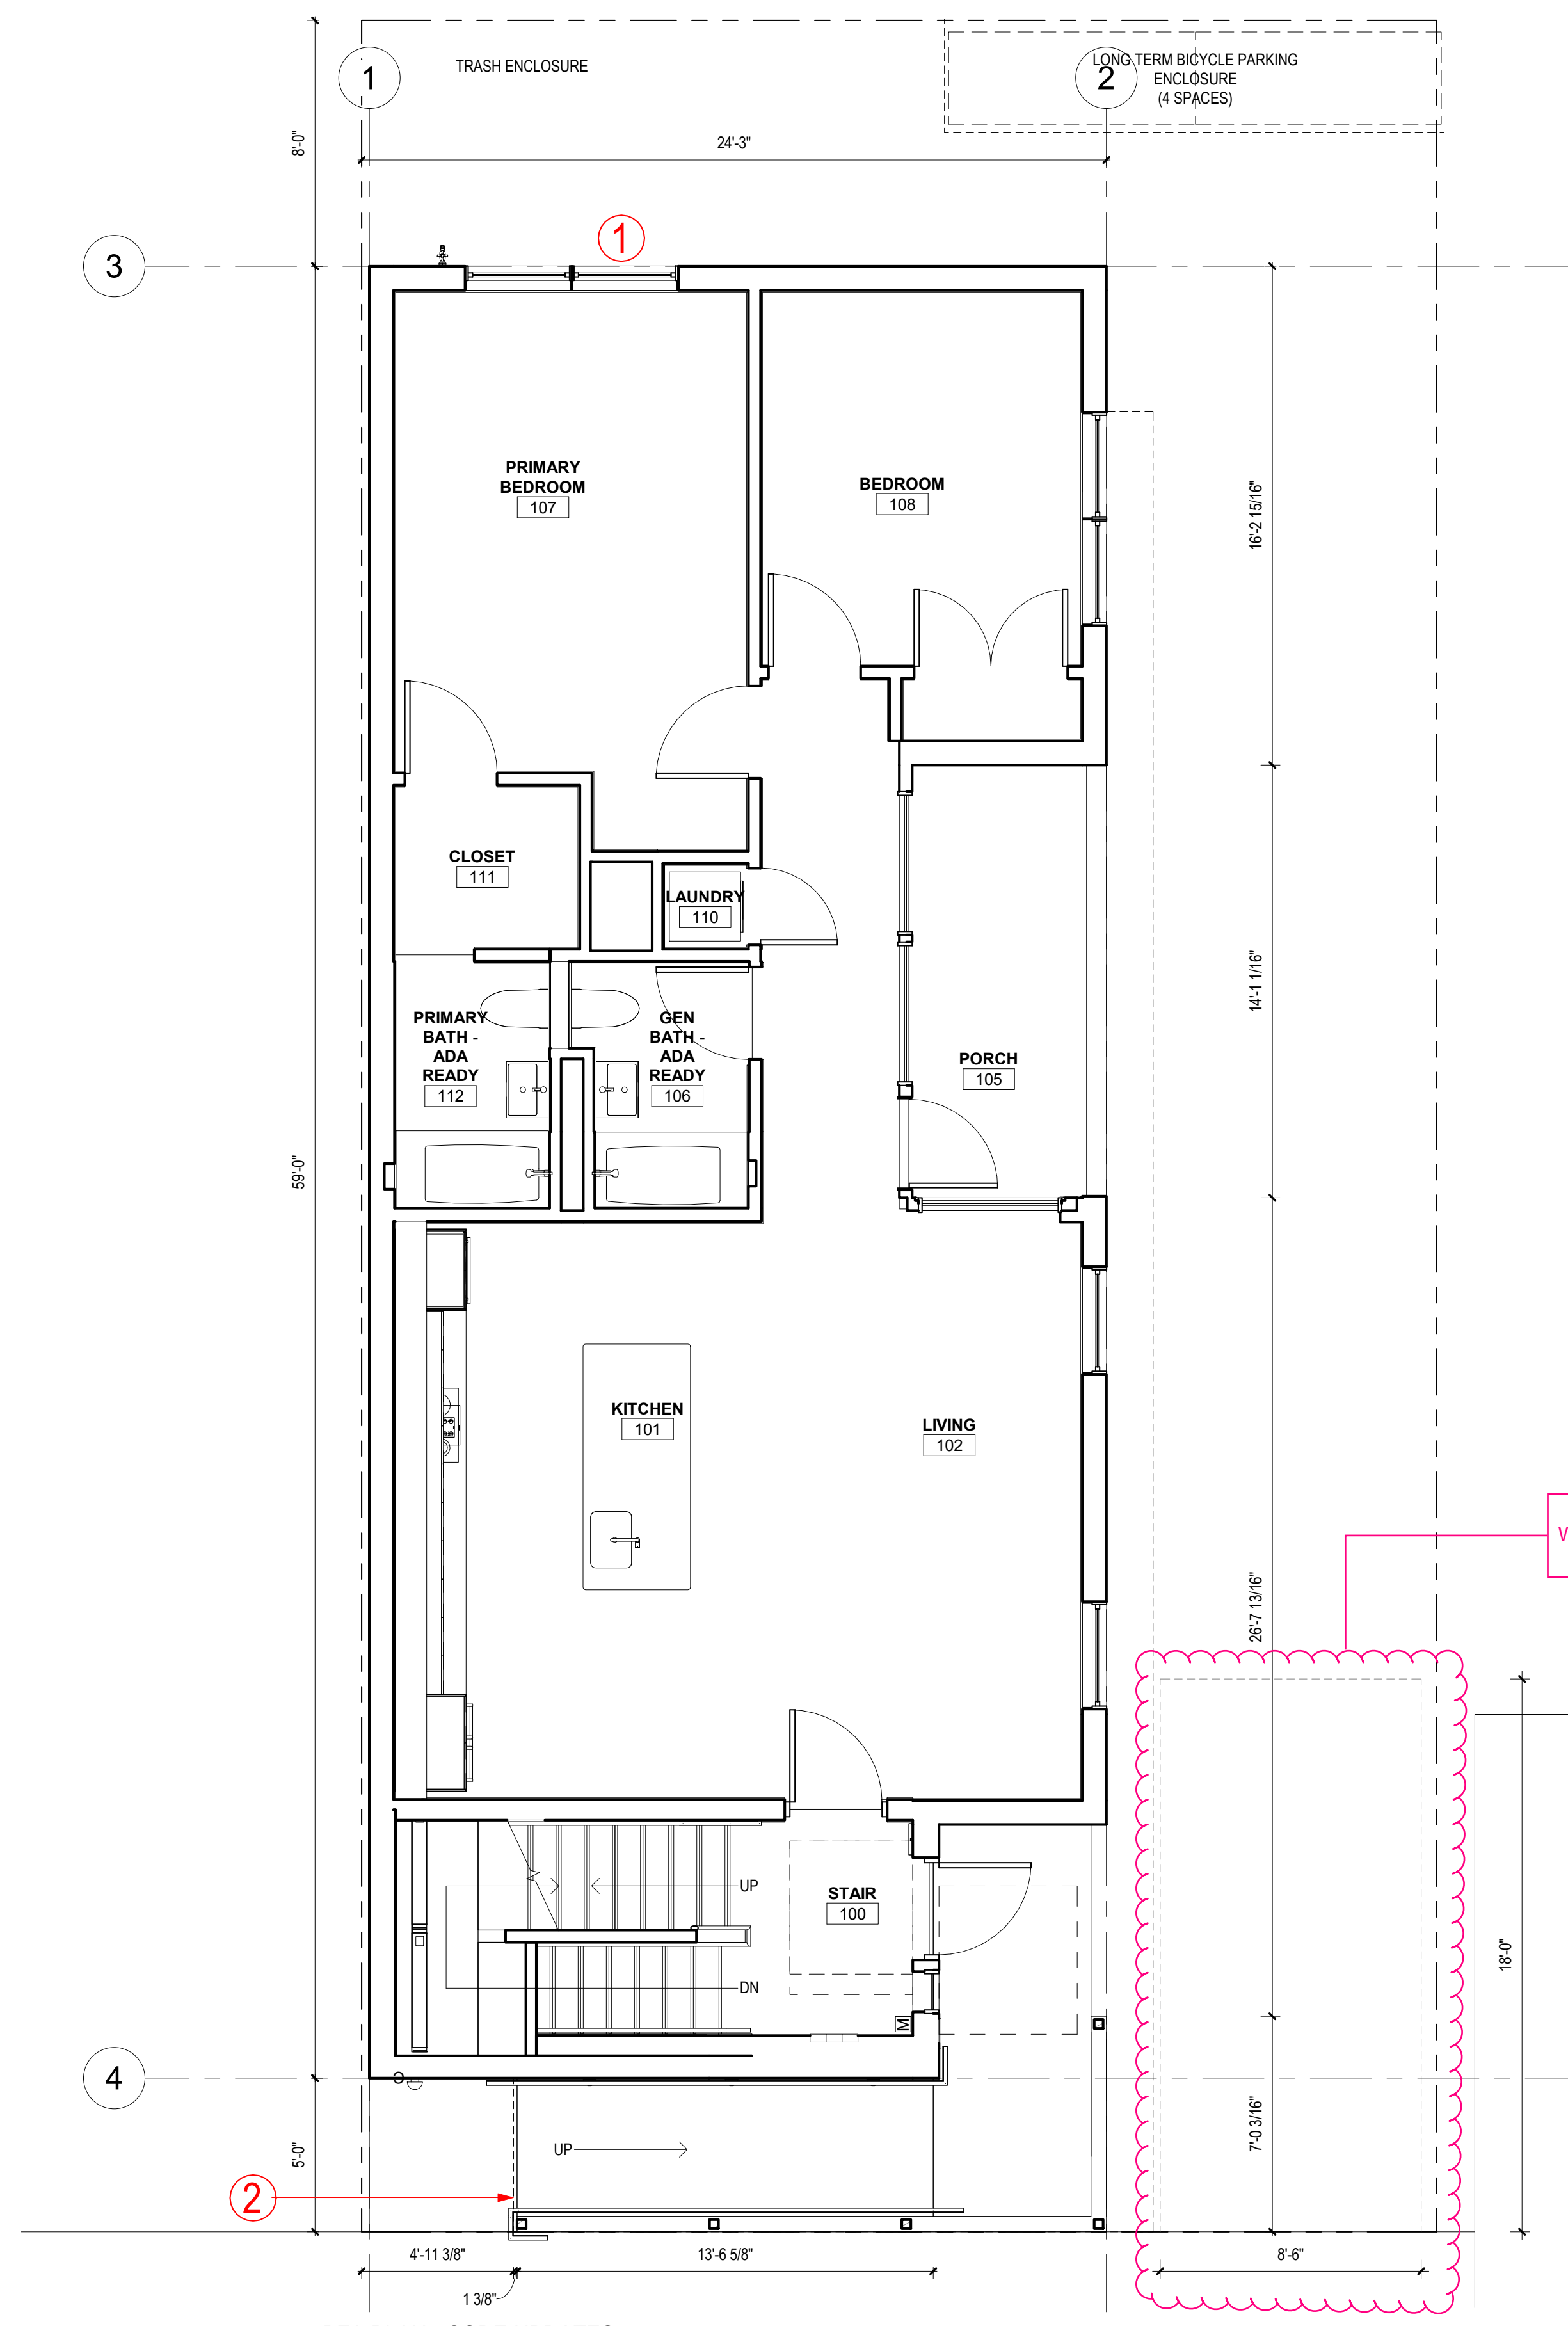 TRASH ENCLOSURE
1
LONG TERM BICYCLE PARKING
2
ENCLOSURE
(4 SPACES)
8'-0"
24'-3"
1
3
PRIMARY
BEDROOM
107
BEDROOM
108
16'-2 15/16"
CLOSET
111
LAUNDRY
110
14'-1 1/16"
PRIMARY
BATH -
ADA
READY
112
GEN
BATH -
ADA
READY
106
PORCH
105
59'-0"
KITCHEN
101
LIVING
102
26'-7 13/16"
UP
STAIR
100
DN
M
18'-0"
4
UP
5'-0"
7'-0 3/16"
2
4'-11 3/8"
13'-6 5/8"
8'-6"
1 3/8"